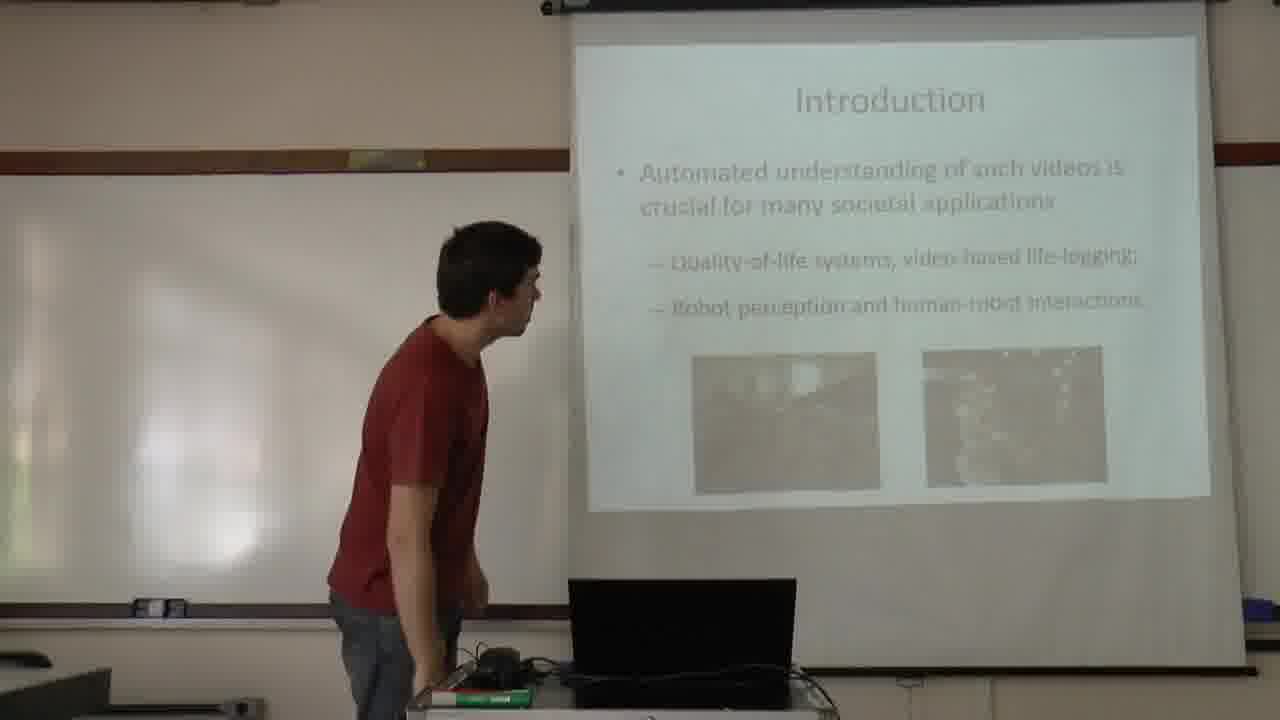 Introduction
• Automated understanding of such videos is
crucial for many societal applications
– Quality-of-life systems, video-based life-logging;
– Robot perception and human-robot interactions.